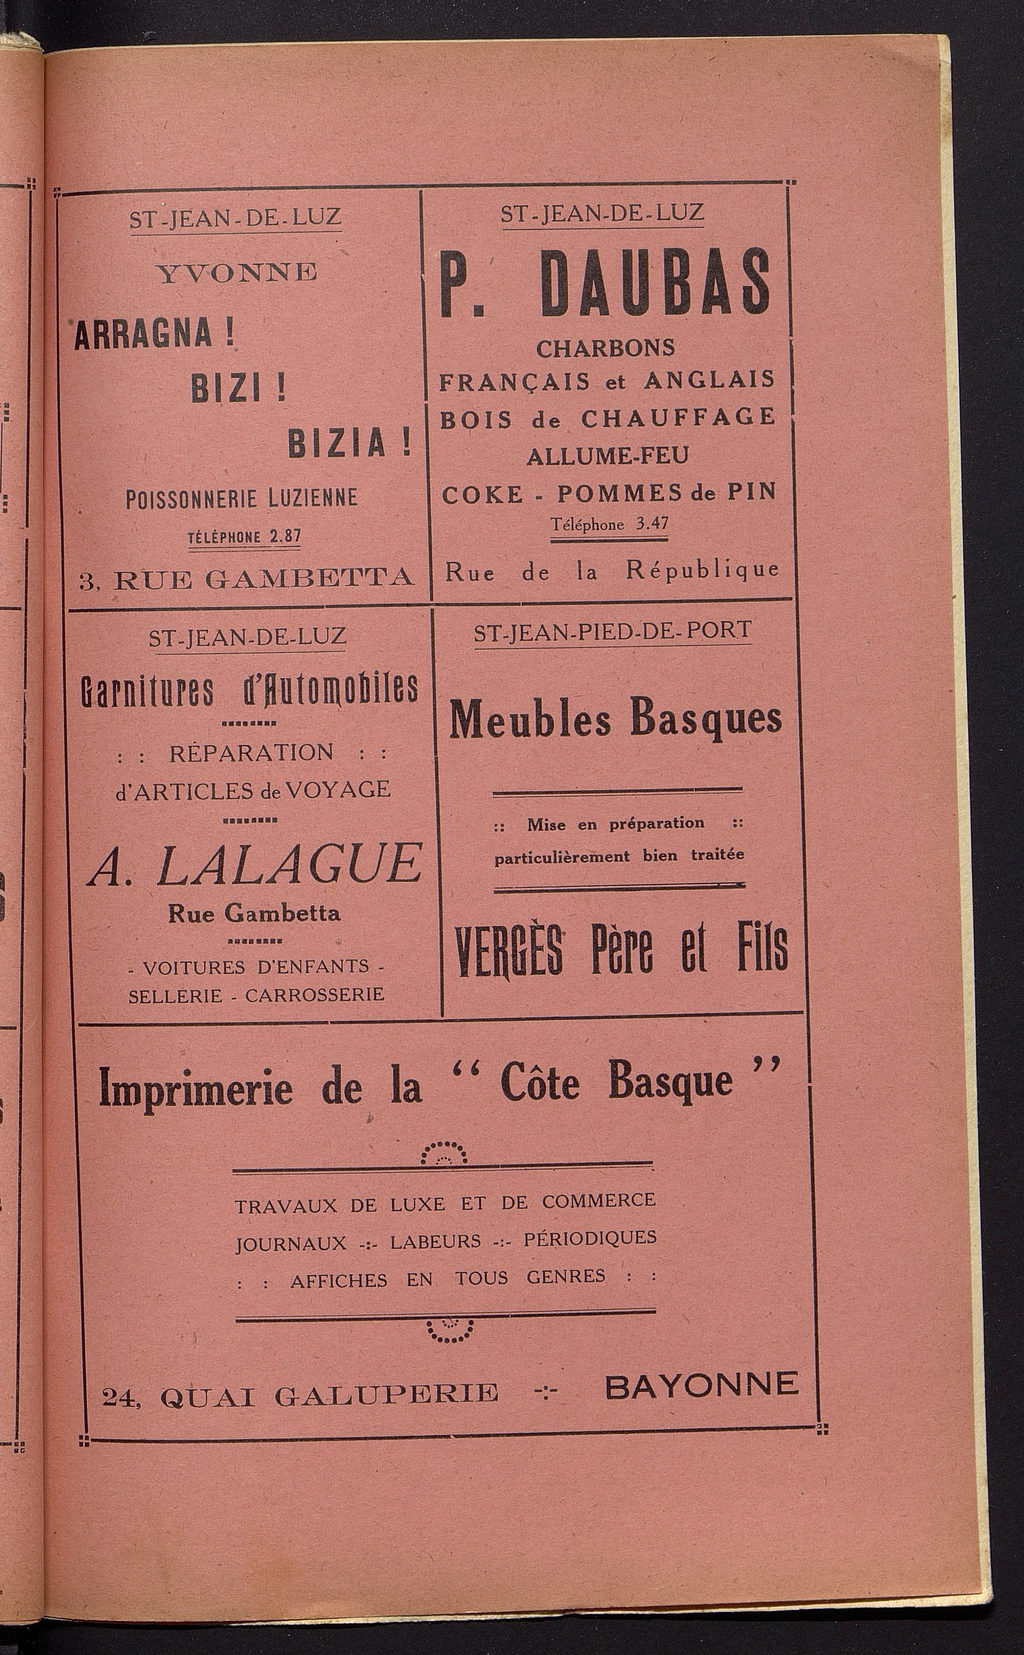 ST-JEAN-DE-LUZ
YVONNE
ARRAGNA !
BIZI !
BIZIA !
POISSONNERIE LUZIENNE
TÉLÉPHONE 2.87
3, RUE GAMBETTA
ST-JEAN-DE-LUZ
P. DAUBAS
CHARBONS
FRANÇAIS et ANGLAIS
BOIS de CHAUFFAGE
ALLUME-FEU
COKE - POMMES de PIN
Téléphone 3.47
Rue de la République
ST-JEAN-DE-LUZ
Garnitures d'Automobiles
: : RÉPARATION : :
d'ARTICLES de VOYAGE
A. LALAGUE
Rue Gambetta
- VOITURES D'ENFANTS -
SELLERIE - CARROSSERIE
ST-JEAN-PIED-DE-PORT
Meubles Basques
:: Mise en préparation ::
particulièrement bien traitée
VERGÈS Père et Fils
Imprimerie de la “ Côte Basque ”
TRAVAUX DE LUXE ET DE COMMERCE
JOURNAUX -:- LABEURS -:- PÉRIODIQUES
: : AFFICHES EN TOUS GENRES : :
24, QUAI GALUPERIE -:- BAYONNE